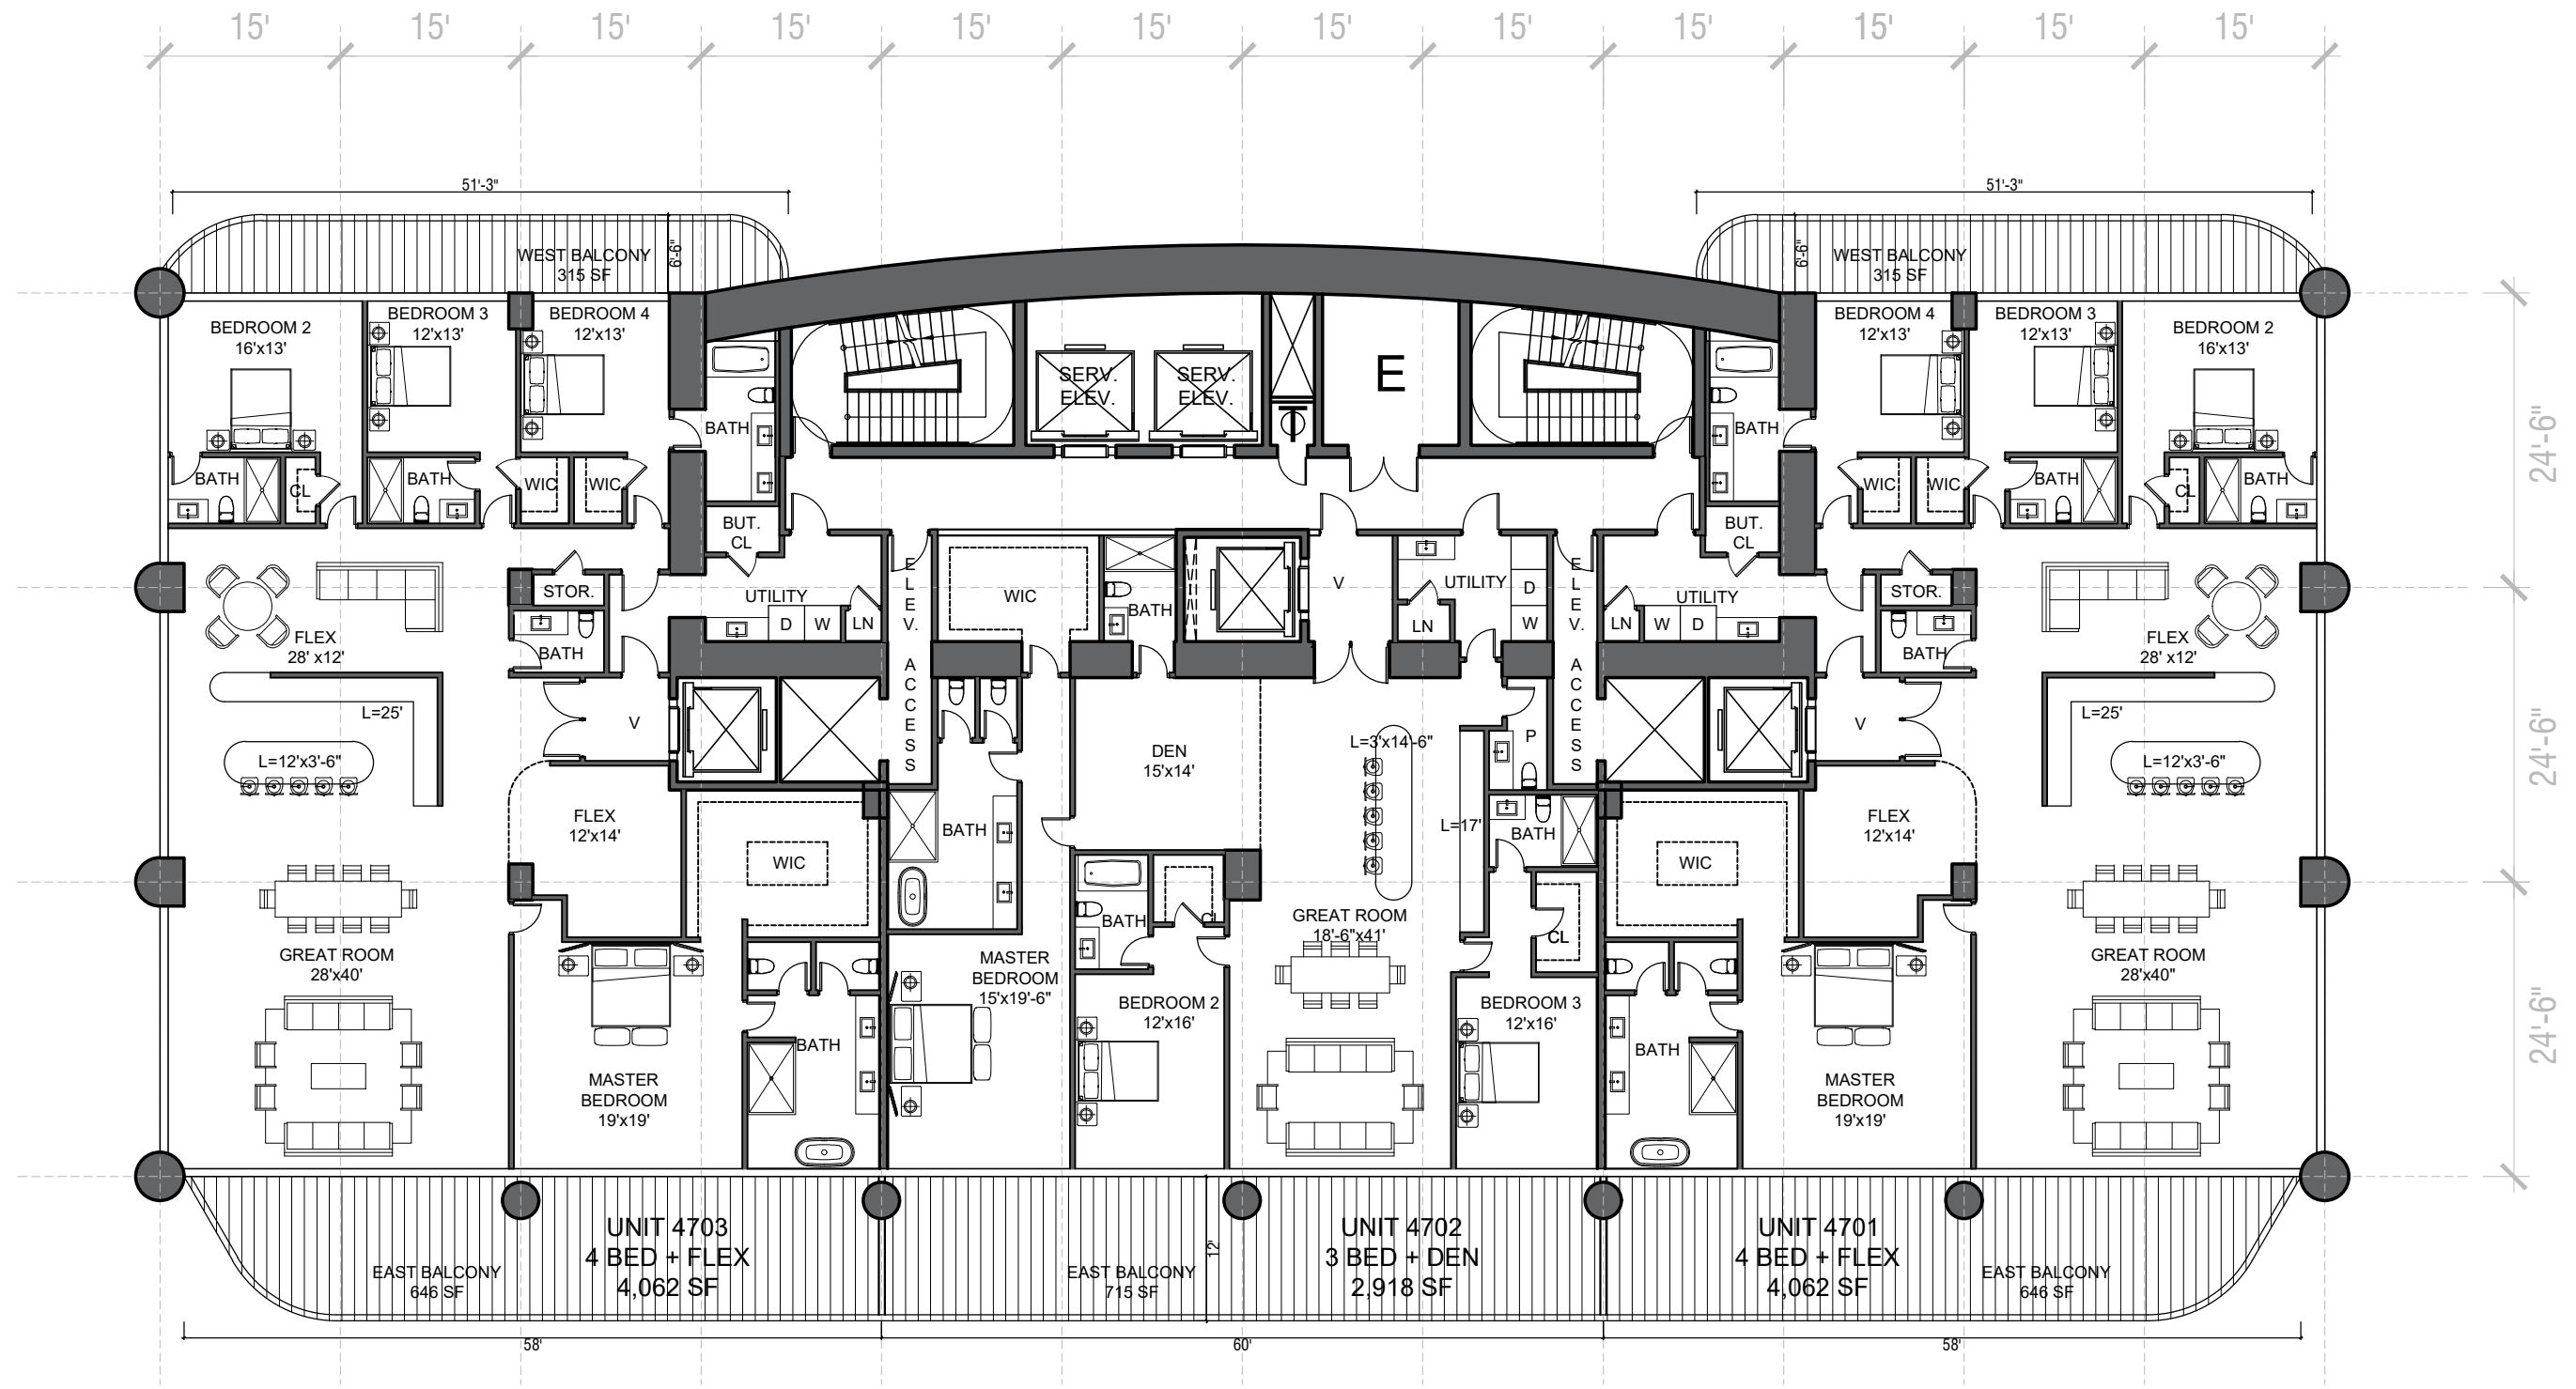 15' 15' 15' 15' 15' 15' 15' 15' 15' 15' 15' 15'
51'-3" 51'-3"
WEST BALCONY
315 SF
6'-6"
WEST BALCONY
315 SF
6'-6"
BEDROOM 2
16'x13'
BEDROOM 3
12'x13'
BEDROOM 4
12'x13'
BEDROOM 4
12'x13'
BEDROOM 3
12'x13'
BEDROOM 2
16'x13'
SERV.
ELEV.
SERV.
ELEV.
E
T
24'-6"
BATH
BATH
BATH
CL
BATH
WIC
WIC
WIC
WIC
BATH
CL
BATH
BUT.
CL
BUT.
CL
STOR.
UTILITY
D
W
LN
ELEV. ACCESS
WIC
BATH
V
UTILITY
LN
D
W
ELEV. ACCESS
LN
W
D
UTILITY
STOR.
FLEX
28' x12'
BATH
BATH
FLEX
28' x12'
L=25'
V
V
L=25'
24'-6"
L=12'x3'-6"
DEN
15'x14'
L=3'x14'-6"
P
L=12'x3'-6"
FLEX
12'x14'
BATH
L=17'
BATH
FLEX
12'x14'
WIC
WIC
BATH
CL
GREAT ROOM
18'-6"x41'
CL
GREAT ROOM
28'x40'
MASTER
BEDROOM
15'x19'-6"
GREAT ROOM
28'x40"
BEDROOM 2
12'x16'
BEDROOM 3
12'x16'
24'-6"
BATH
BATH
MASTER
BEDROOM
19'x19'
MASTER
BEDROOM
19'x19'
UNIT 4703
4 BED + FLEX
4,062 SF
UNIT 4702
3 BED + DEN
2,918 SF
UNIT 4701
4 BED + FLEX
4,062 SF
12'
EAST BALCONY
646 SF
EAST BALCONY
715 SF
EAST BALCONY
646 SF
58' 60' 58'